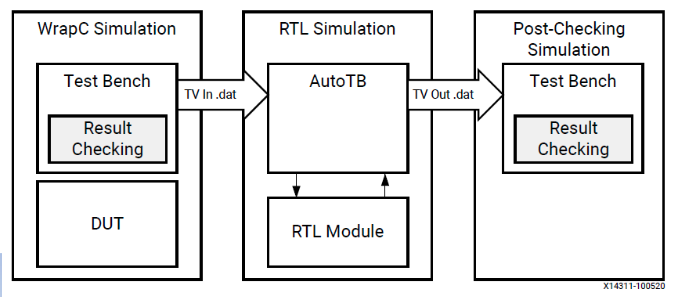 WrapC Simulation
Test Bench
Result
Checking
DUT
TV In .dat
RTL Simulation
AutoTB
RTL Module
TV Out .dat
Post-Checking
Simulation
Test Bench
Result
Checking
X14311-100520